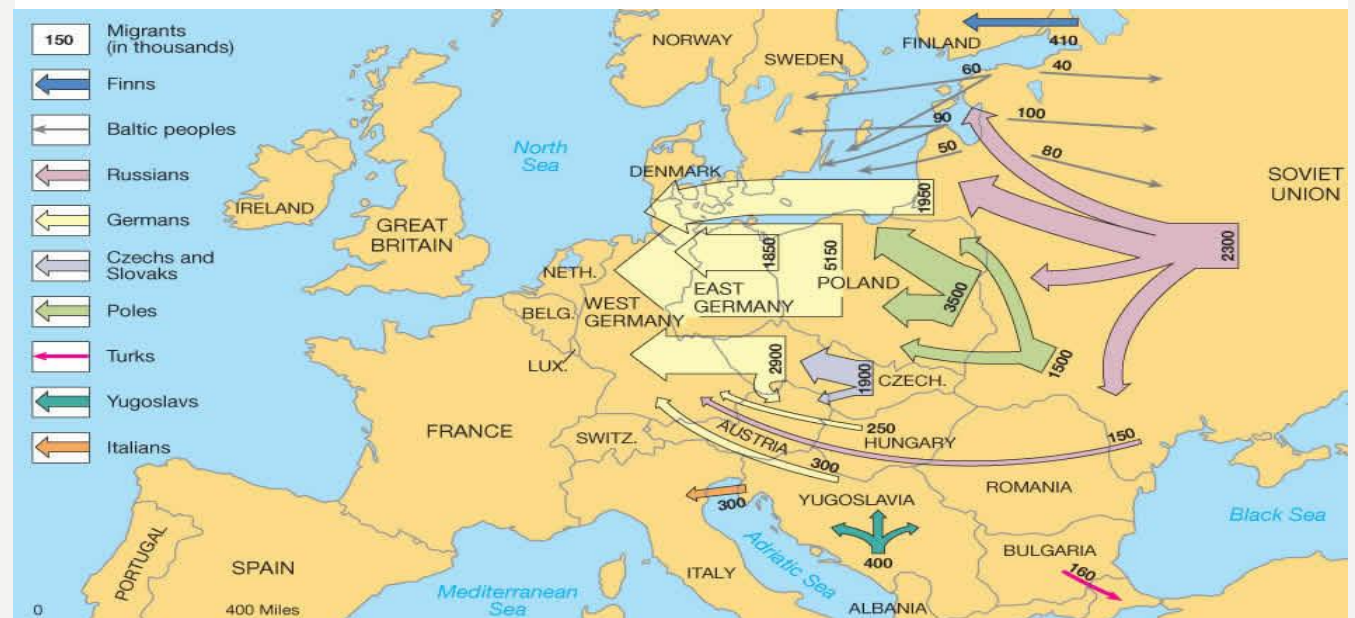 150
Migrants
(in thousands)
Finns
Baltic peoples
Russians
Germans
Czechs and
Slovaks
Poles
Turks
Yugoslavs
Italians
NORWAY
SWEDEN
FINLAND
410
60
40
90
100
50
80
North
Sea
DENMARK
SOVIET
UNION
IRELAND
GREAT
BRITAIN
1950
2300
NETH.
1850
5150
EAST
GERMANY
POLAND
3500
BELG.
WEST
GERMANY
LUX.
2900
1900
CZECH.
1500
FRANCE
SWITZ.
AUSTRIA
250
HUNGARY
150
300
ROMANIA
300
YUGOSLAVIA
400
Black Sea
BULGARIA
160
PORTUGAL
SPAIN
Mediterranean
Sea
ITALY
Adriatic Sea
ALBANIA
0
400 Miles